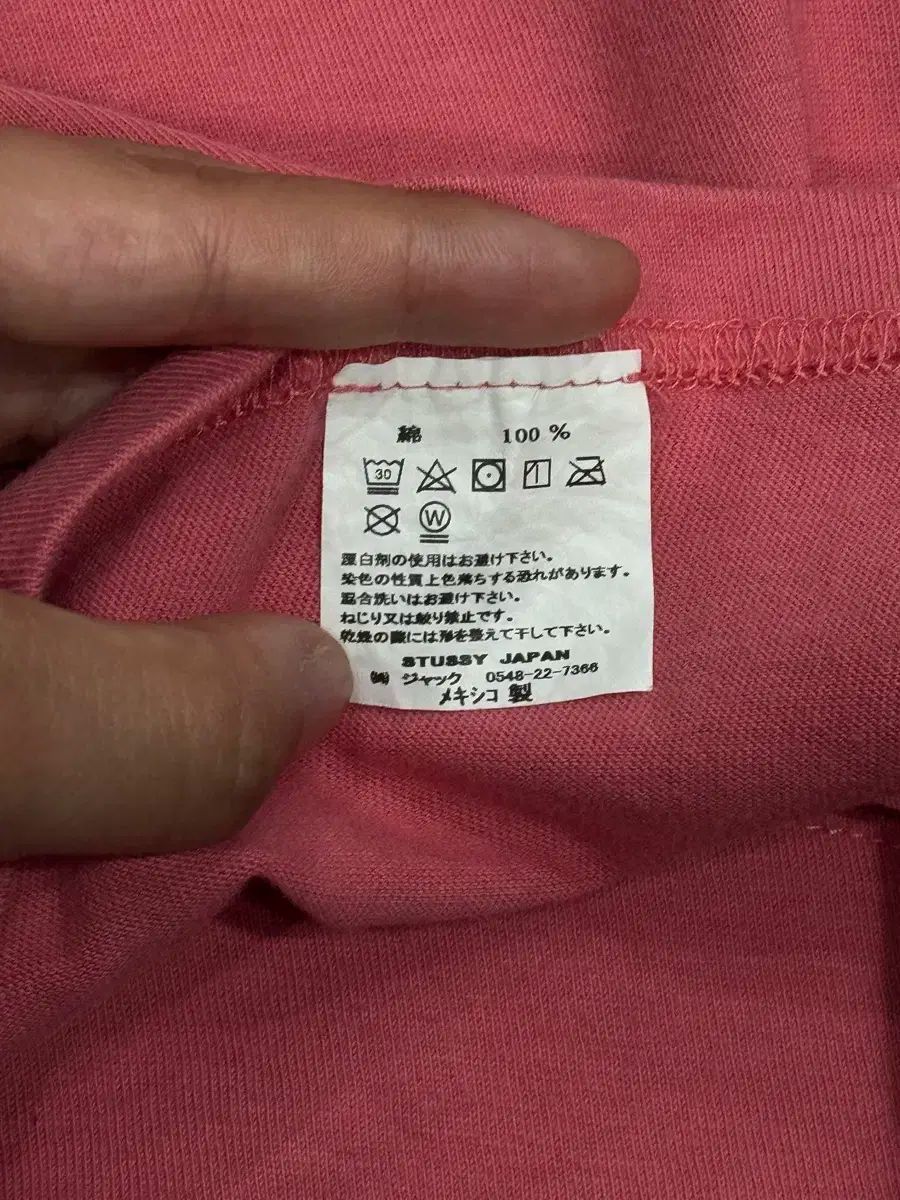 綿 100 %
30
W
漂白剤の使用はお避け下さい。
染色の性質上色落ちする恐れがあります。
混合洗いはお避け下さい。
ねじり又は絞り禁止です。
乾燥の際には形を整えて干して下さい。
STUSSY JAPAN
㈱ ジャック 0548-22-7366
メキシコ 製